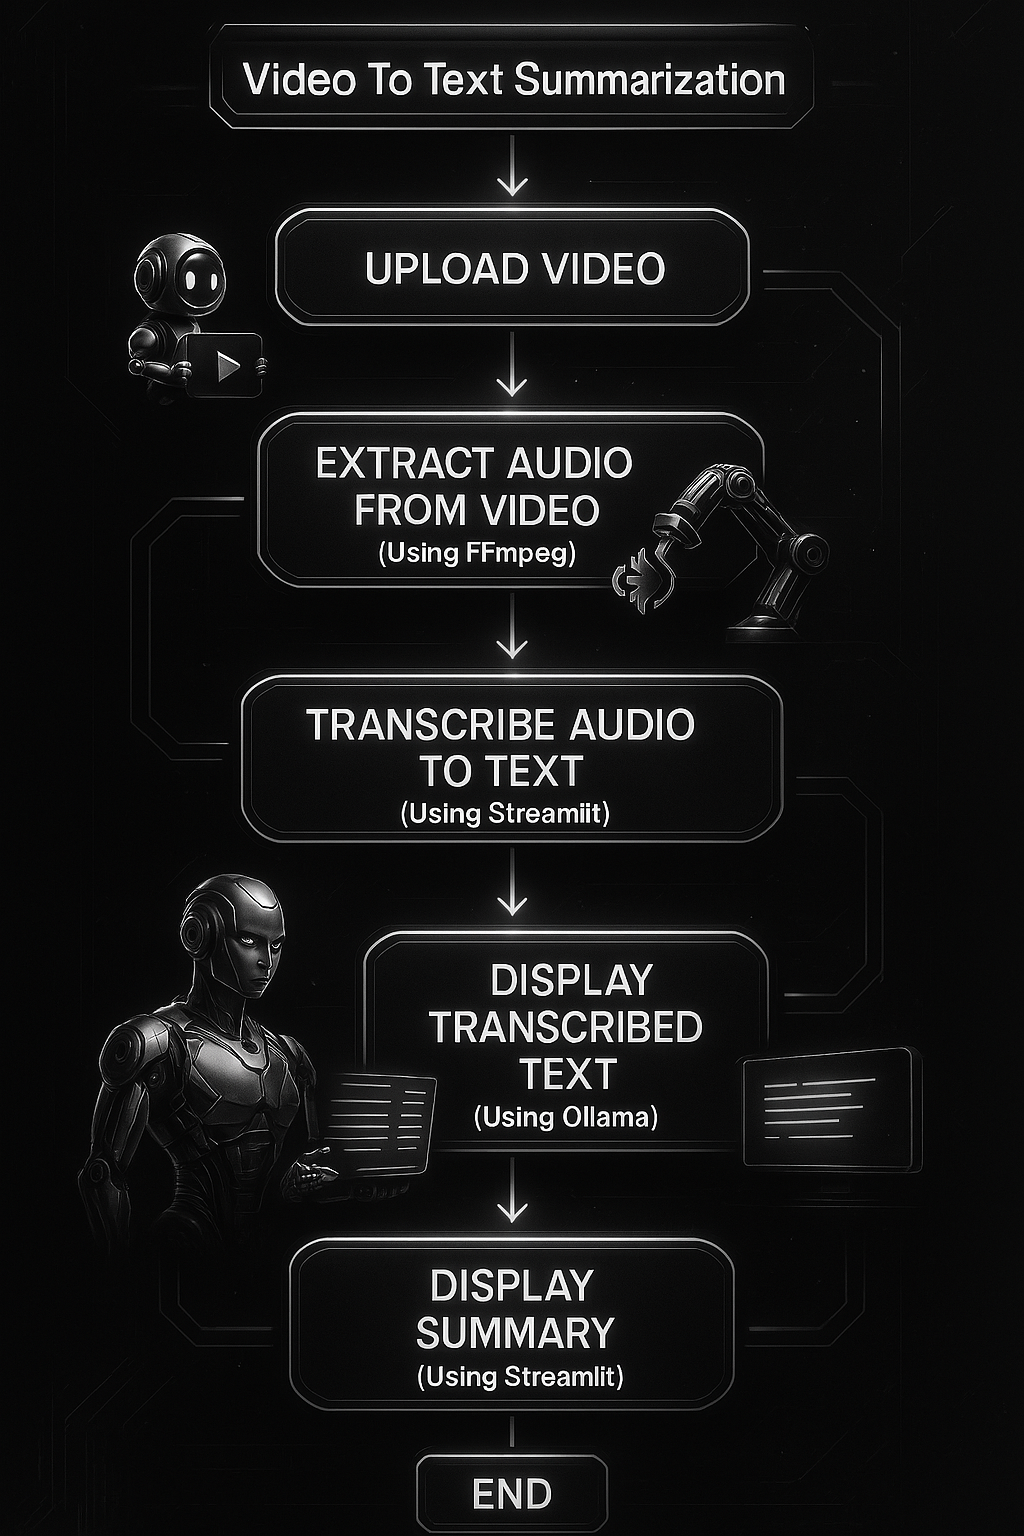 Video To Text Summarization
UPLOAD VIDEO
EXTRACT AUDIO
FROM VIDEO
(Using FFmpeg)
TRANSCRIBE AUDIO
TO TEXT
(Using Streamiit)
DISPLAY
TRANSCRIBED
TEXT
(Using Ollama)
DISPLAY
SUMMARY
(Using Streamlit)
END